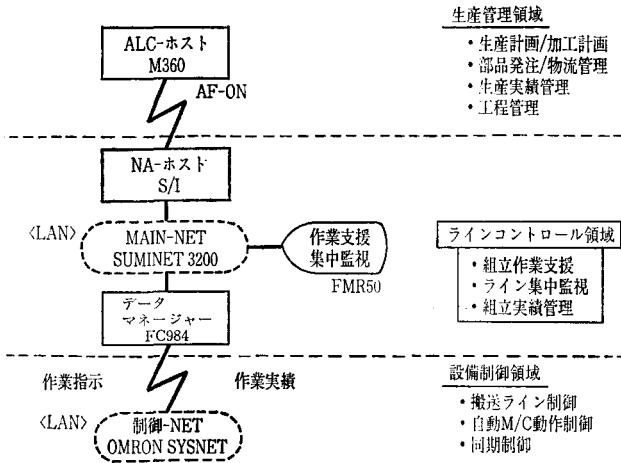 生産管理領域
ALC-ホスト
M360
・生産計画/加工計画
・部品発注/物流管理
・生産実績管理
・工程管理
AF-ON
NA-ホスト
S/I
〈LAN〉
MAIN-NET
SUMINET 3200
作業支援
集中監視
FMR50
ラインコントロール領域
・組立作業支援
・ライン集中監視
・組立実績管理
データ
マネージャー
FC984
作業指示
作業実績
設備制御領域
・搬送ライン制御
・自動M/C動作制御
・同期制御
〈LAN〉
制御-NET
OMRON SYSNET